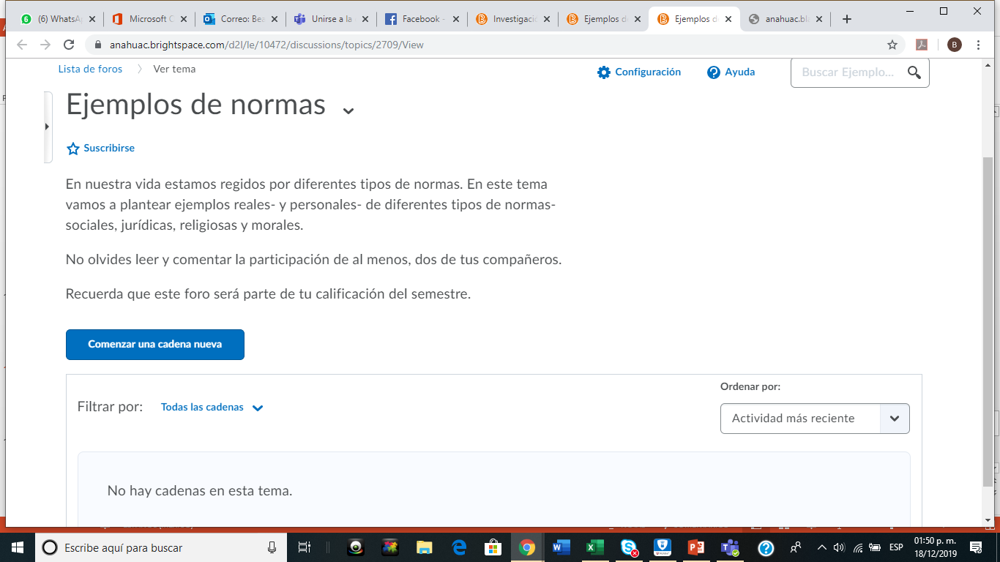 (6) WhatsA
Microsoft C
Correo: Bea
Unirse a la
Facebook -
Investigació
Ejemplos d
Ejemplos d
anahuac.bl
anahuac.brightspace.com/d2l/le/10472/discussions/topics/2709/View
B
Lista de foros
Ver tema
Configuración
Ayuda
Buscar Ejemplo...
Ejemplos de normas
Suscribirse
En nuestra vida estamos regidos por diferentes tipos de normas. En este tema
vamos a plantear ejemplos reales- y personales- de diferentes tipos de normas-
sociales, jurídicas, religiosas y morales.
No olvides leer y comentar la participación de al menos, dos de tus compañeros.
Recuerda que este foro será parte de tu calificación del semestre.
Comenzar una cadena nueva
Ordenar por:
Filtrar por: Todas las cadenas
Actividad más reciente
No hay cadenas en esta tema.
Escribe aquí para buscar
ESP
01:50 p. m.
18/12/2019